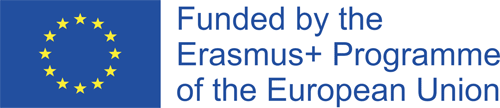 Funded by the
Erasmus+ Programme
of the European Union